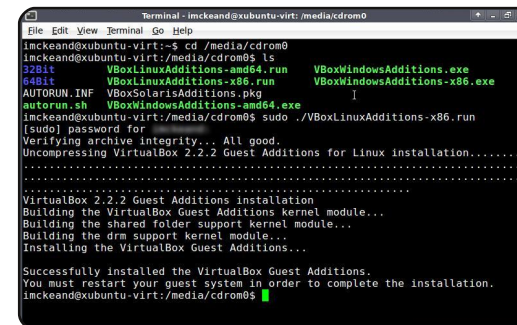 Terminal - imckeand@xubuntu-virt: /media/cdrom0
File Edit View Terminal Go Help
imckeand@xubuntu-virt:~$ cd /media/cdrom0
imckeand@xubuntu-virt:/media/cdrom0$ ls
32Bit VBoxLinuxAdditions-amd64.run VBoxWindowsAdditions.exe
64Bit VBoxLinuxAdditions-x86.run VBoxWindowsAdditions-x86.exe
AUTORUN.INF VBoxSolarisAdditions.pkg
autorun.sh VBoxWindowsAdditions-amd64.exe
imckeand@xubuntu-virt:/media/cdrom0$ sudo ./VBoxLinuxAdditions-x86.run
[sudo] password for
Verifying archive integrity... All good.
Uncompressing VirtualBox 2.2.2 Guest Additions for Linux installation........
................................................................................
................................................................................
...............................................................
VirtualBox 2.2.2 Guest Additions installation
Building the VirtualBox Guest Additions kernel module...
Building the shared folder support kernel module...
Building the drm support kernel module...
Installing the VirtualBox Guest Additions...
Successfully installed the VirtualBox Guest Additions.
You must restart your guest system in order to complete the installation.
imckeand@xubuntu-virt:/media/cdrom0$